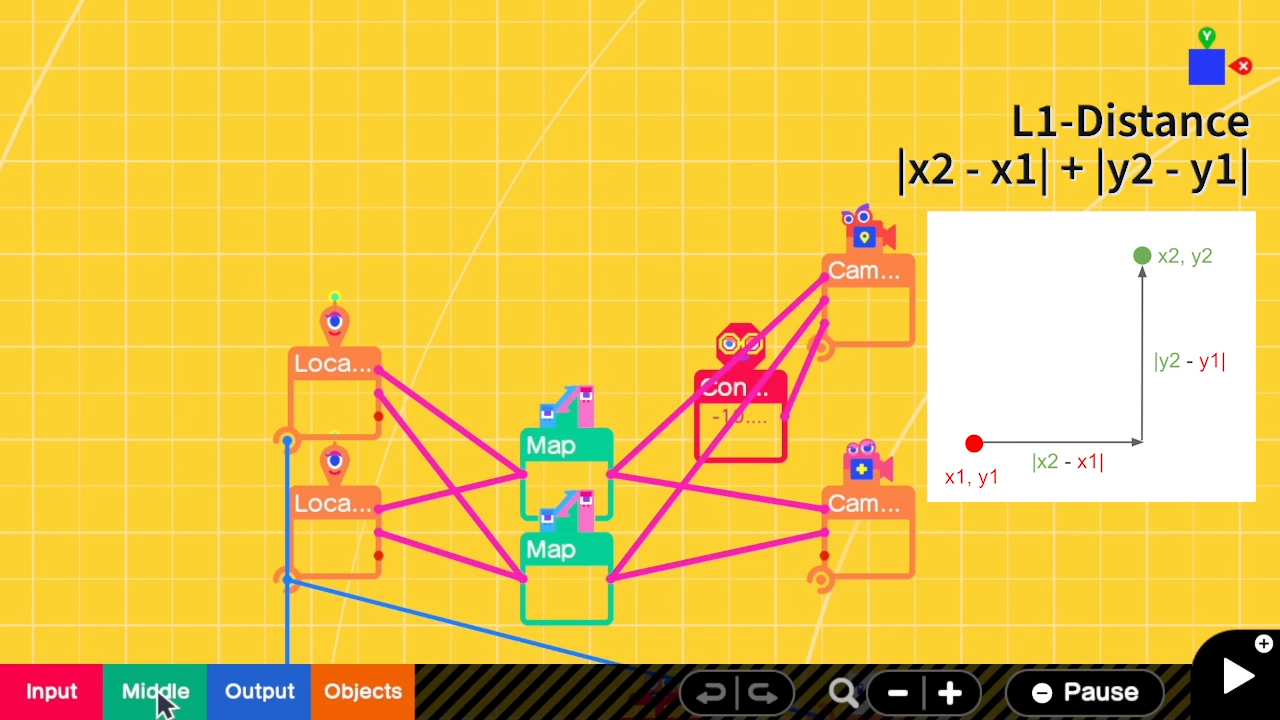 Y
X
L1-Distance
|x2 - x1| + |y2 - y1|
x2, y2
Cam...
Loca...
Con...
|y2 - y1|
Map
x1, y1
|x2 - x1|
Loca...
Cam...
Map
Input
Middle
Output
Objects
Pause